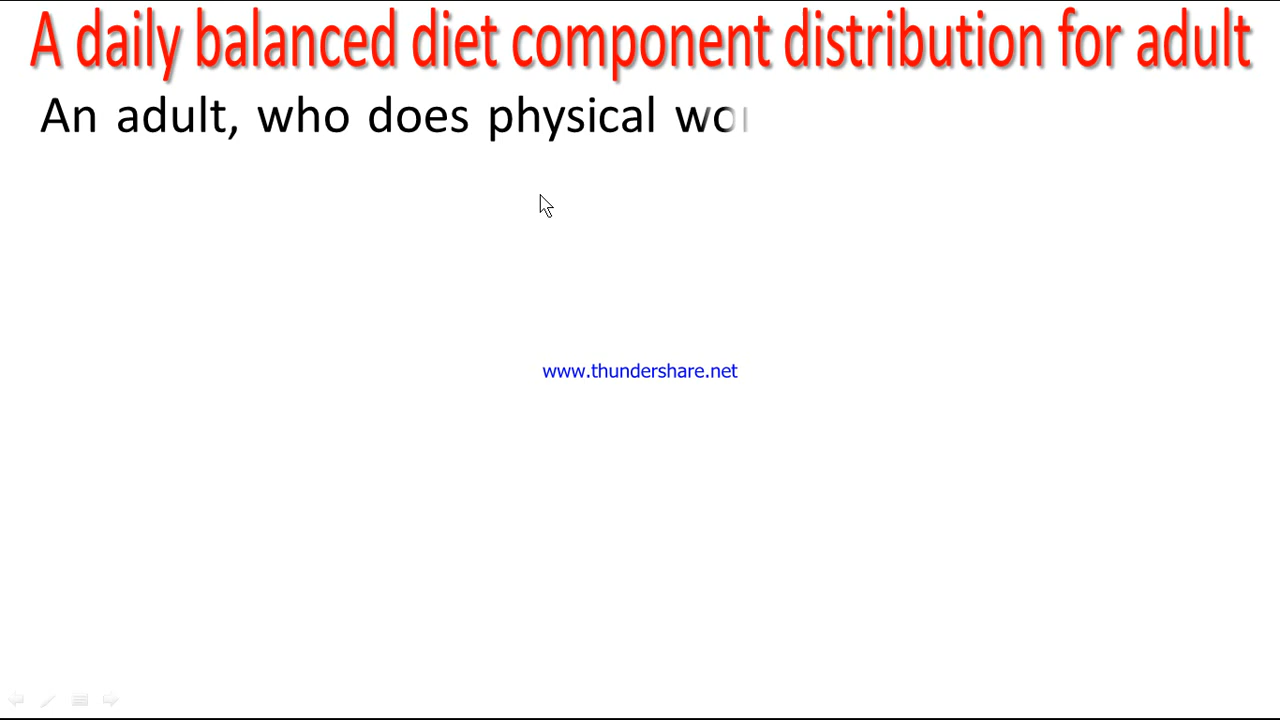 A daily balanced diet component distribution for adult
An adult, who does physical
www.thundershare.net